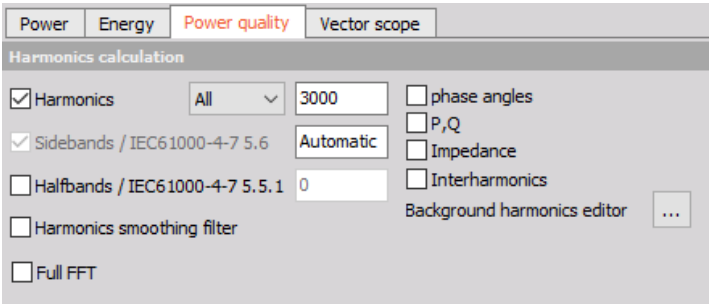 Power Energy Power quality Vector scope
Harmonics calculation
Harmonics All 3000
Sidebands / IEC61000-4-7 5.6 Automatic
Halfbands / IEC61000-4-7 5.5.1 0
Harmonics smoothing filter
Full FFT
phase angles
P,Q
Impedance
Interharmonics
Background harmonics editor ...